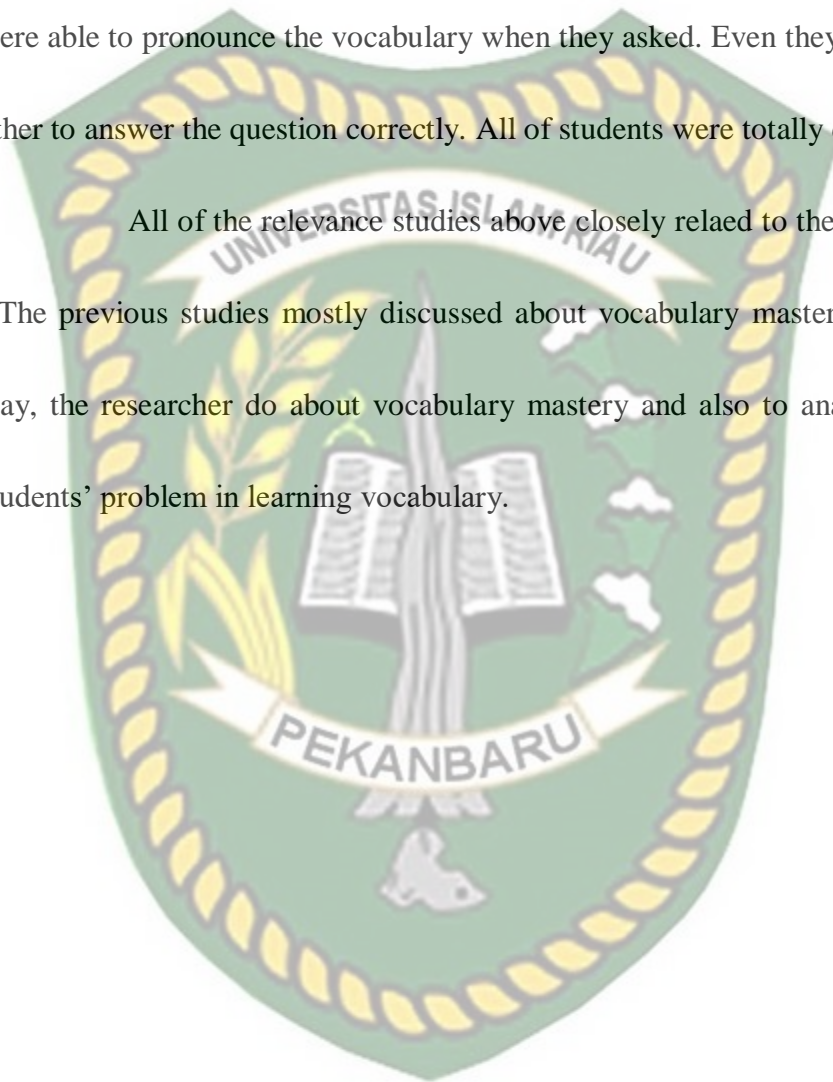 ere able to pronounce the vocabulary when they asked. Even they
ther to answer the question correctly. All of students were totally
All of the relevance studies above closely relaed to the
The previous studies mostly discussed about vocabulary master
ay, the researcher do about vocabulary mastery and also to ana
udents’ problem in learning vocabulary.
UNIVERSITAS ISLAM RIAU
PEKANBARU